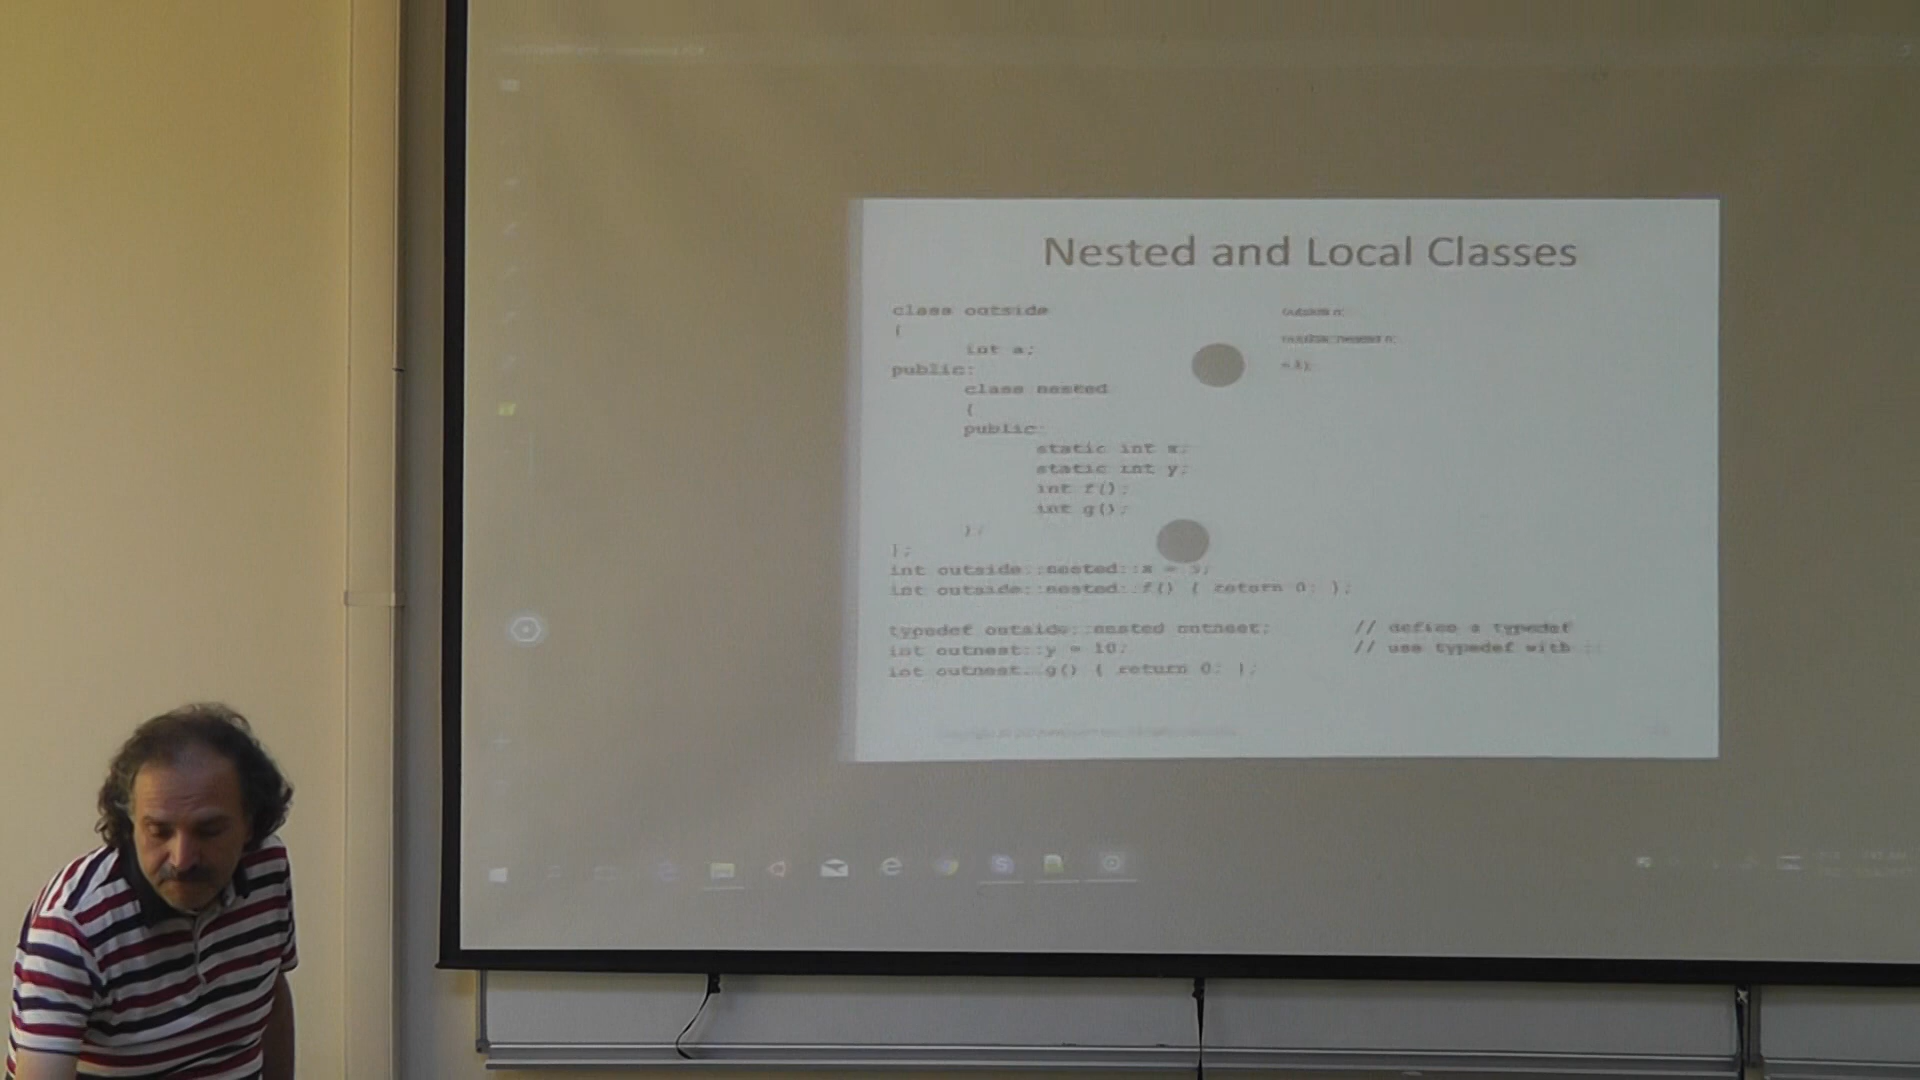 Nested and Local Classes
class outside
{
int a;
public:
class nested
{
public:
static int x;
static int y;
int f();
int g();
};
};
int outside::nested::x = 5;
int outside::nested::f() { return 0; };
typedef outside::nested outnest; // define a typedef
int outnest::y = 10; // use typedef with ::
int outnest::g() { return 0; };